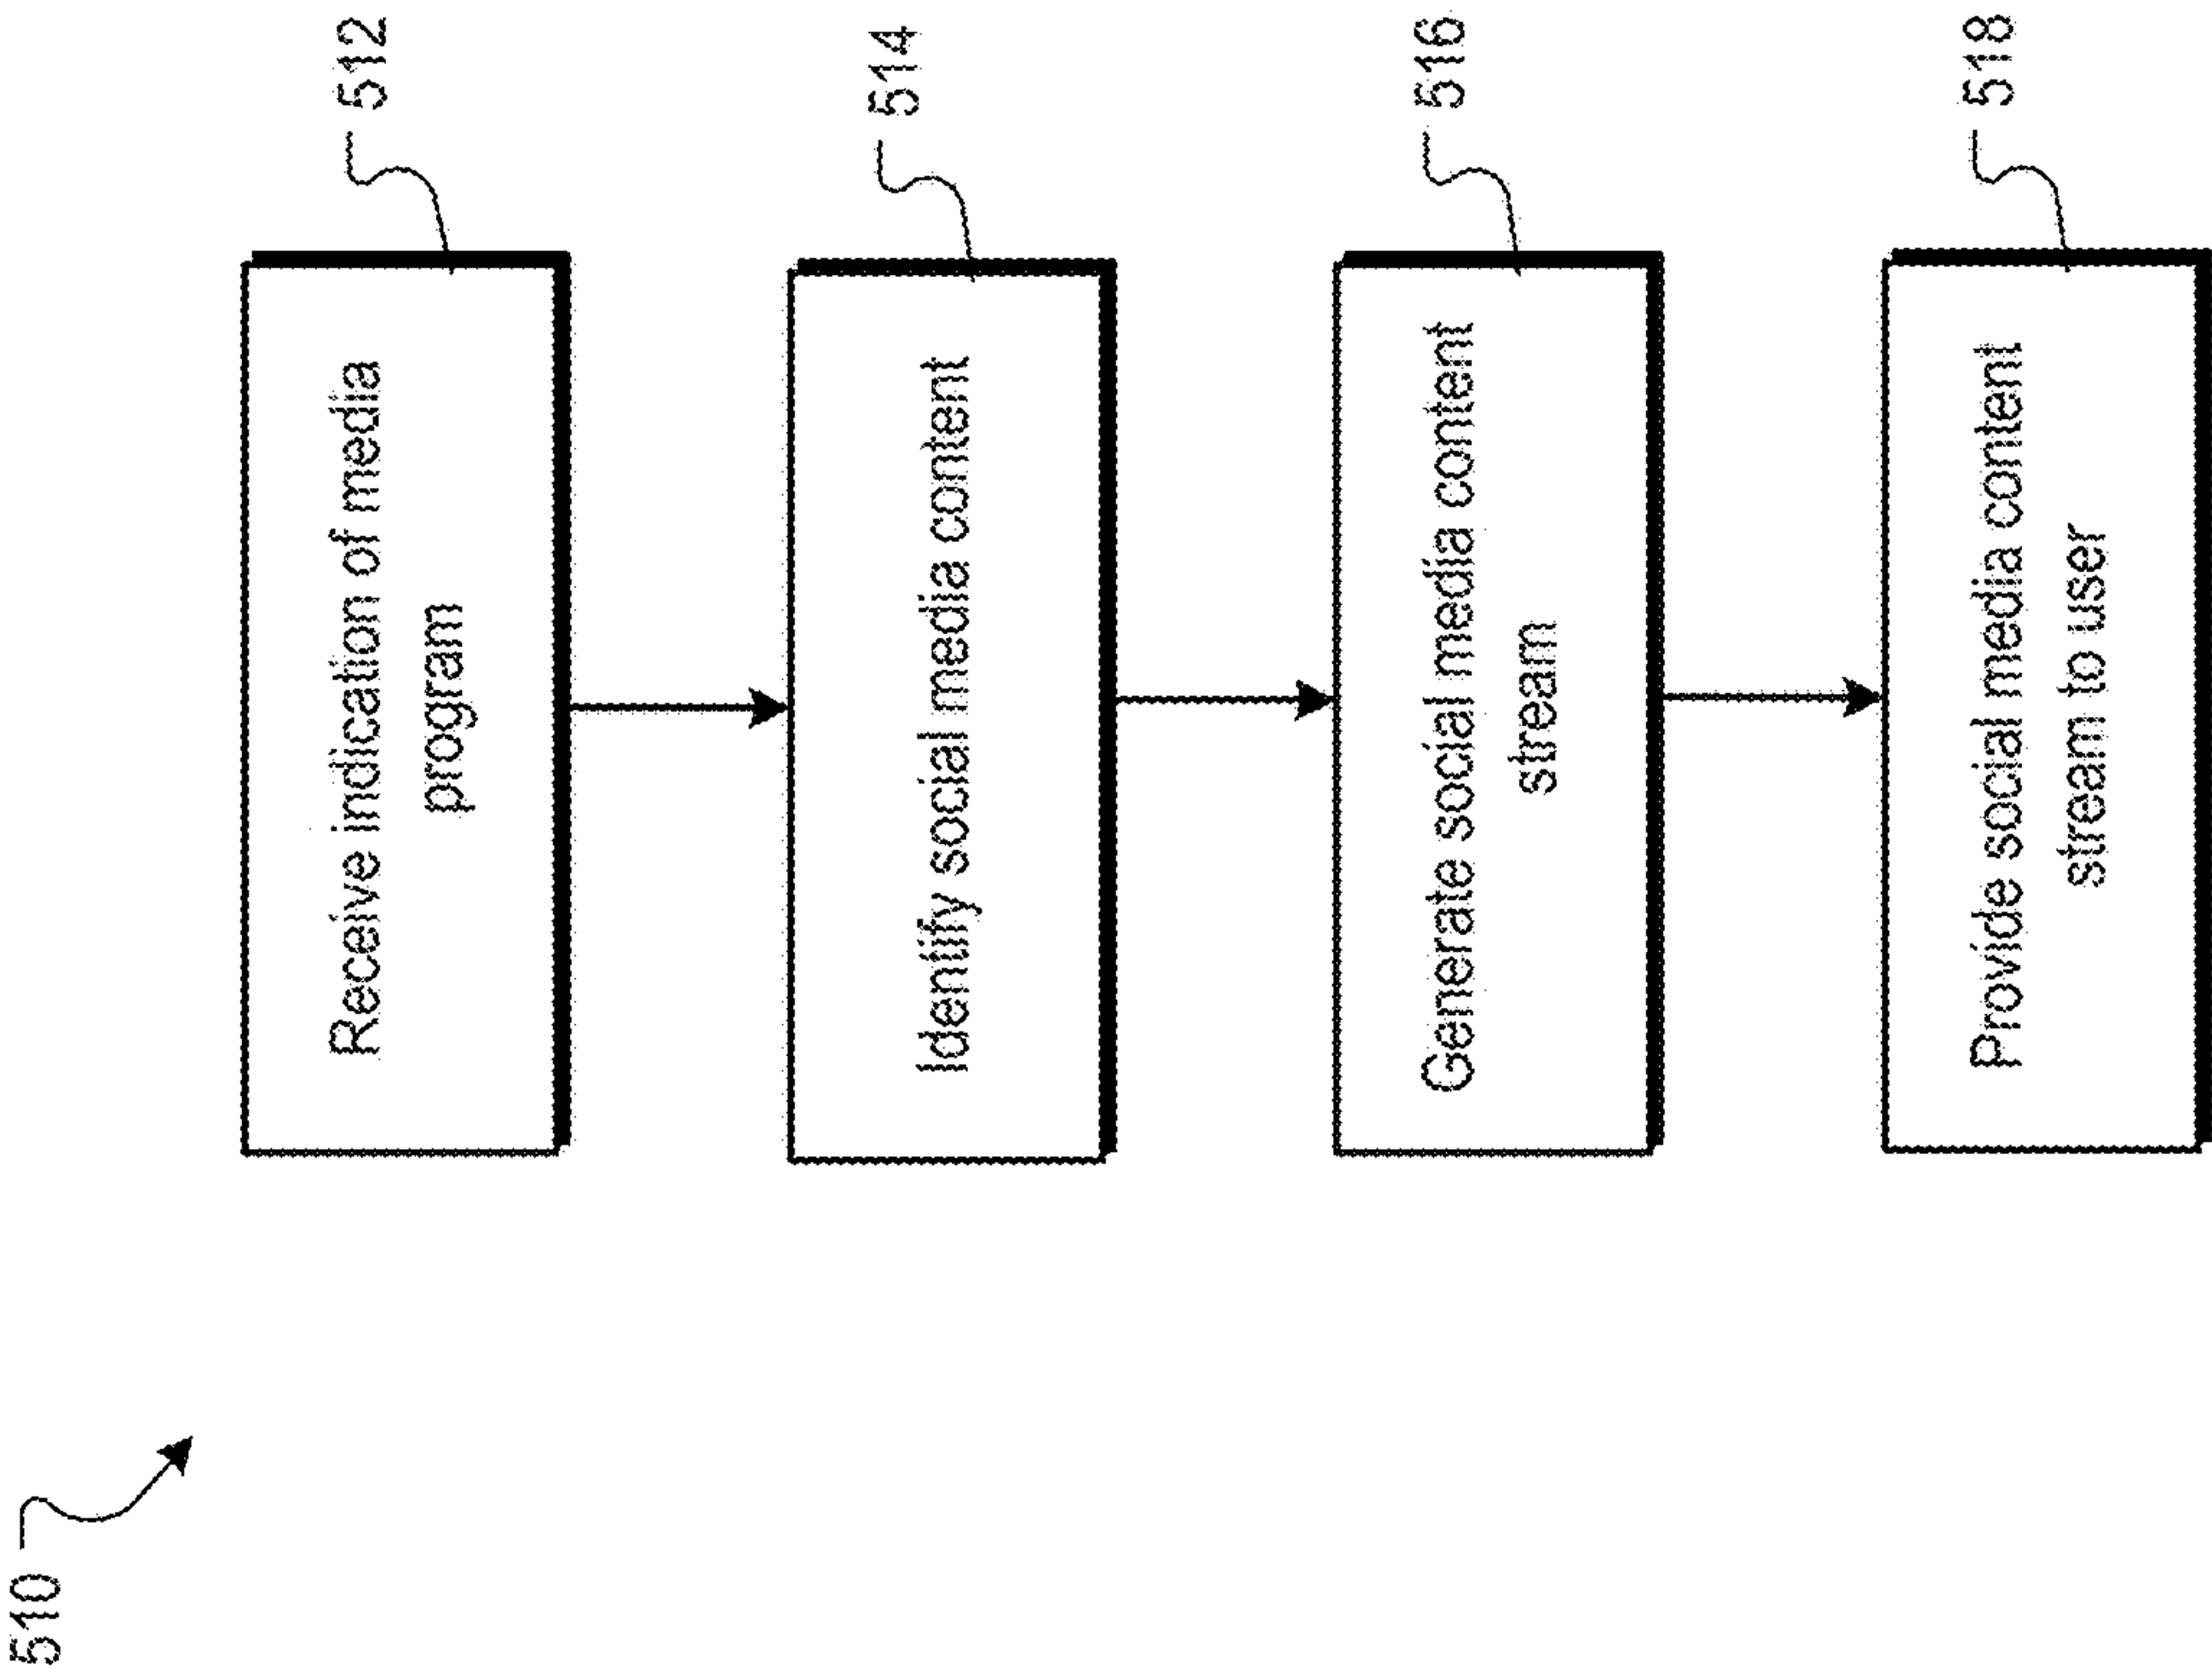 510
Receive indication of media
program
512
Identify social media content
514
Generate social media content
stream
516
Provide social media content
stream to user
518